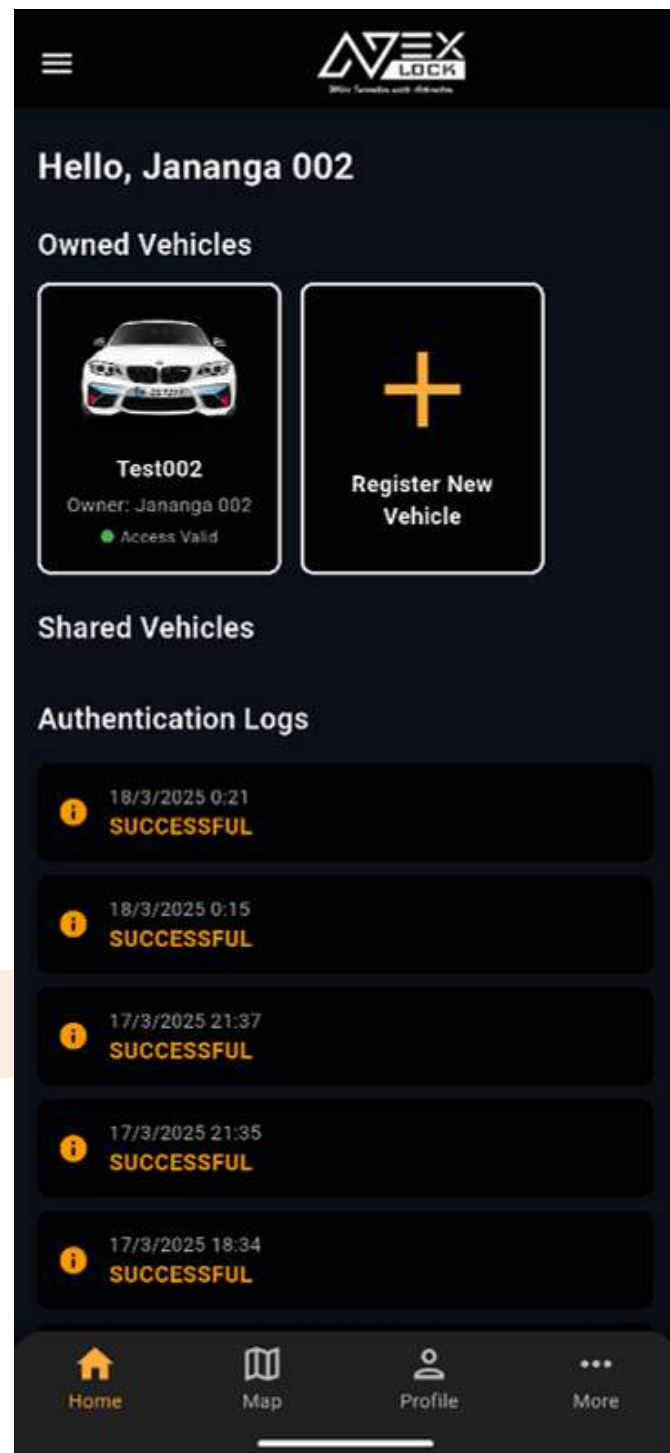 LOCK
Hello, Jananga 002
Owned Vehicles
Test002
Owner: Jananga 002
Access Valid
Register New
Vehicle
Shared Vehicles
Authentication Logs
18/3/2025 0:21
SUCCESSFUL
18/3/2025 0:15
SUCCESSFUL
17/3/2025 21:37
SUCCESSFUL
17/3/2025 21:35
SUCCESSFUL
17/3/2025 18:34
SUCCESSFUL
Home
Map
Profile
More